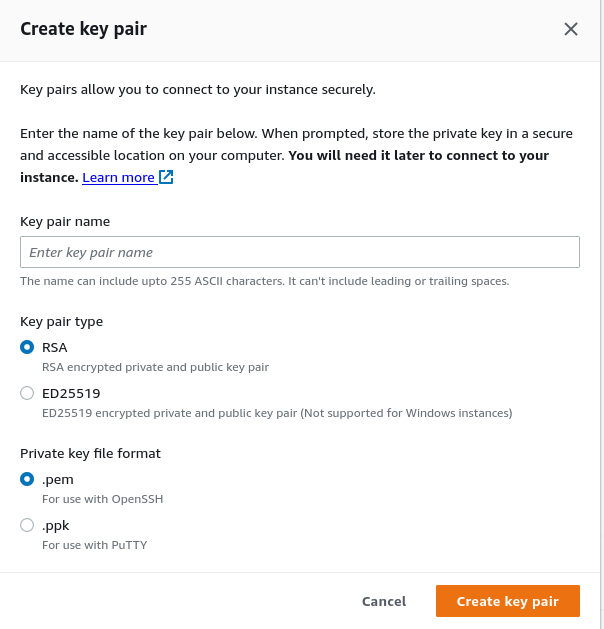 Create key pair
Key pairs allow you to connect to your instance securely.
Enter the name of the key pair below. When prompted, store the private key in a secure
and accessible location on your computer. You will need it later to connect to your
instance. Learn more
Key pair name
Enter key pair name
The name can include upto 255 ASCII characters. It can't include leading or trailing spaces.
Key pair type
RSA
RSA encrypted private and public key pair
ED25519
ED25519 encrypted private and public key pair (Not supported for Windows instances)
Private key file format
.pem
For use with OpenSSH
.ppk
For use with PuTTY
Cancel
Create key pair